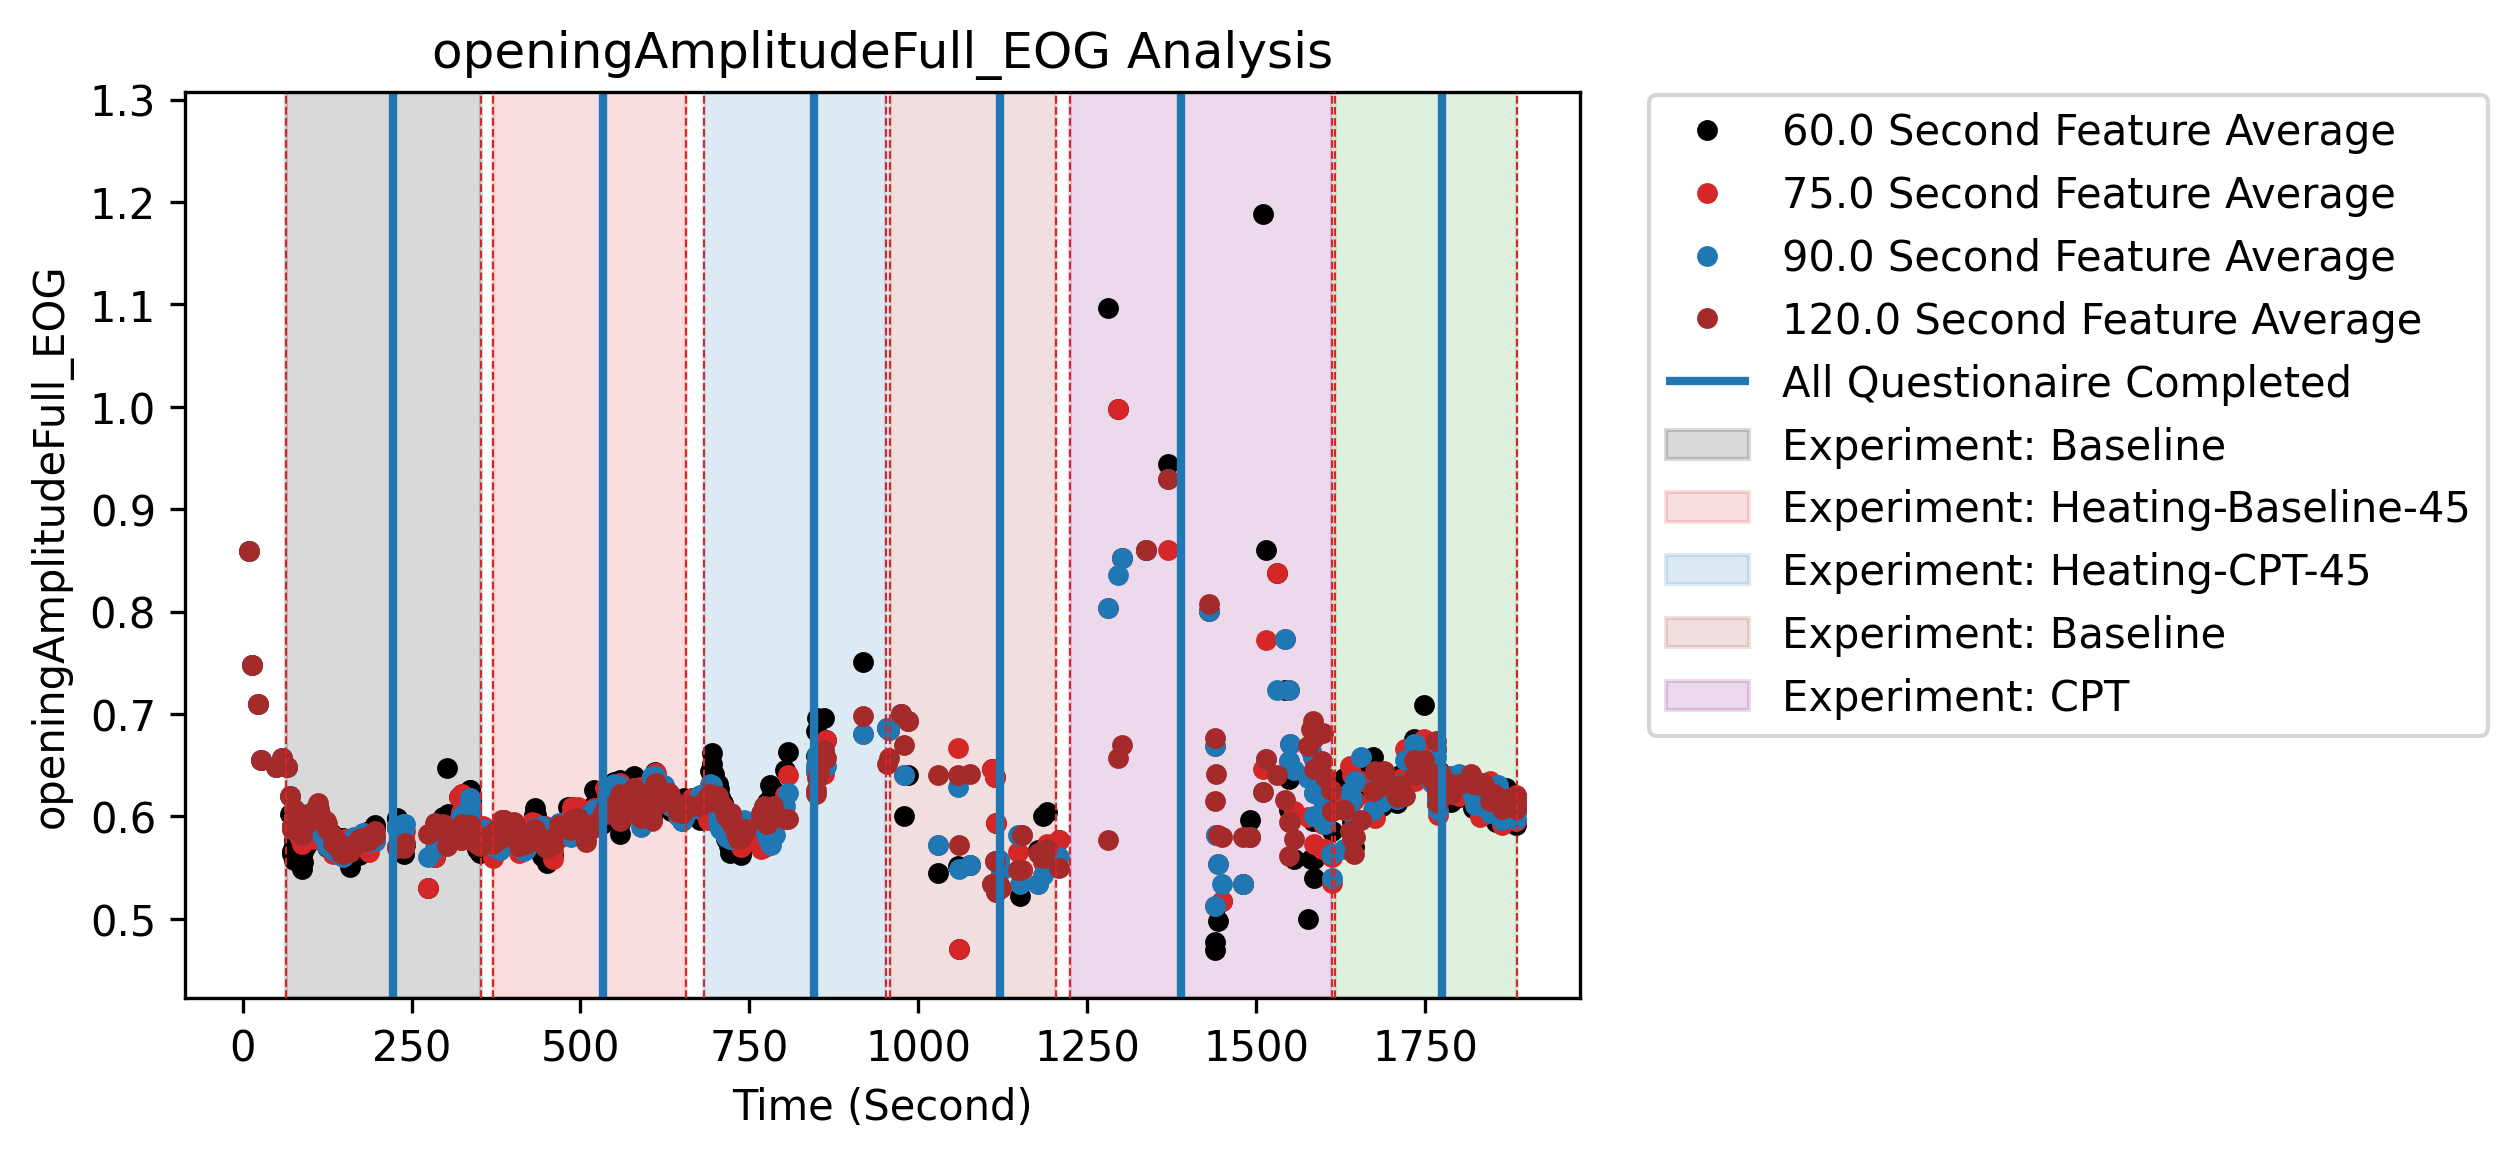 openingAmplitudeFull_EOG Analysis
openingAmplitudeFull_EOG
1.3
1.2
1.1
1.0
0.9
0.8
0.7
0.6
0.5
0
250
500
750
1000
1250
1500
1750
Time (Second)
60.0 Second Feature Average
75.0 Second Feature Average
90.0 Second Feature Average
120.0 Second Feature Average
All Questionaire Completed
Experiment: Baseline
Experiment: Heating-Baseline-45
Experiment: Heating-CPT-45
Experiment: Baseline
Experiment: CPT